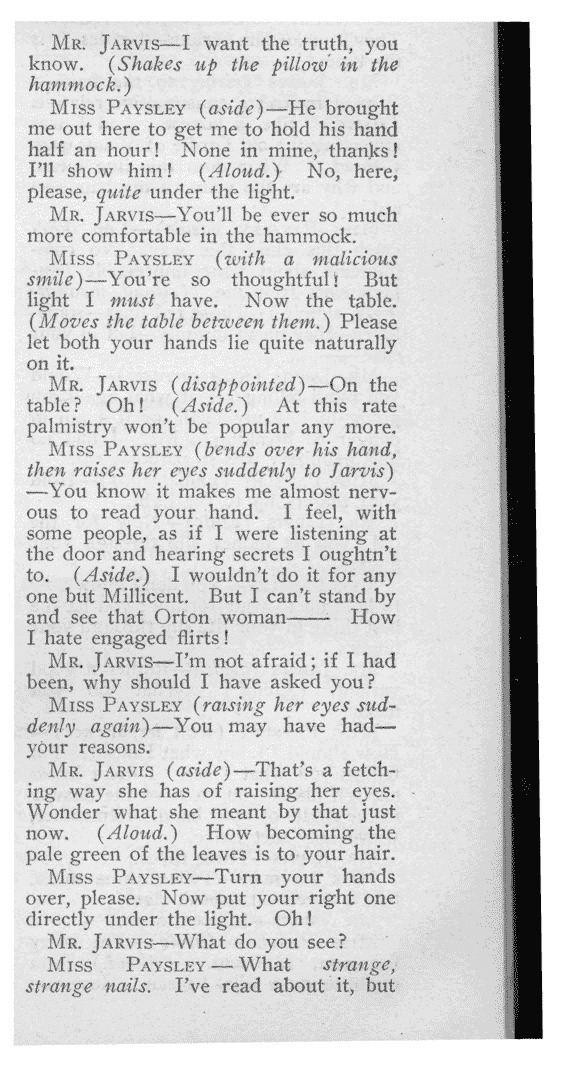 MR. JARVIS—I want the truth, you
know. (Shakes up the pillow in the
hammock.)
MISS PAYSLEY (aside)—He brought
me out here to get me to hold his hand
half an hour! None in mine, thanks!
I'll show him! (Aloud.) No, here,
please, quite under the light.
MR. JARVIS—You'll be ever so much
more comfortable in the hammock.
MISS PAYSLEY (with a malicious
smile)—You're so thoughtful! But
light I must have. Now the table.
(Moves the table between them.) Please
let both your hands lie quite naturally
on it.
MR. JARVIS (disappointed)—On the
table? Oh! (Aside.) At this rate
palmistry won't be popular any more.
MISS PAYSLEY (bends over his hand,
then raises her eyes suddenly to Jarvis)
—You know it makes me almost nerv-
ous to read your hand. I feel, with
some people, as if I were listening at
the door and hearing secrets I oughtn't
to. (Aside.) I wouldn't do it for any
one but Millicent. But I can't stand by
and see that Orton woman—— How
I hate engaged flirts!
MR. JARVIS—I'm not afraid; if I had
been, why should I have asked you?
MISS PAYSLEY (raising her eyes sud-
denly again)—You may have had—
your reasons.
MR. JARVIS (aside)—That's a fetch-
ing way she has of raising her eyes.
Wonder what she meant by that just
now. (Aloud.) How becoming the
pale green of the leaves is to your hair.
MISS PAYSLEY—Turn your hands
over, please. Now put your right one
directly under the light. Oh!
MR. JARVIS—What do you see?
MISS PAYSLEY—What strange,
strange nails. I've read about it, but